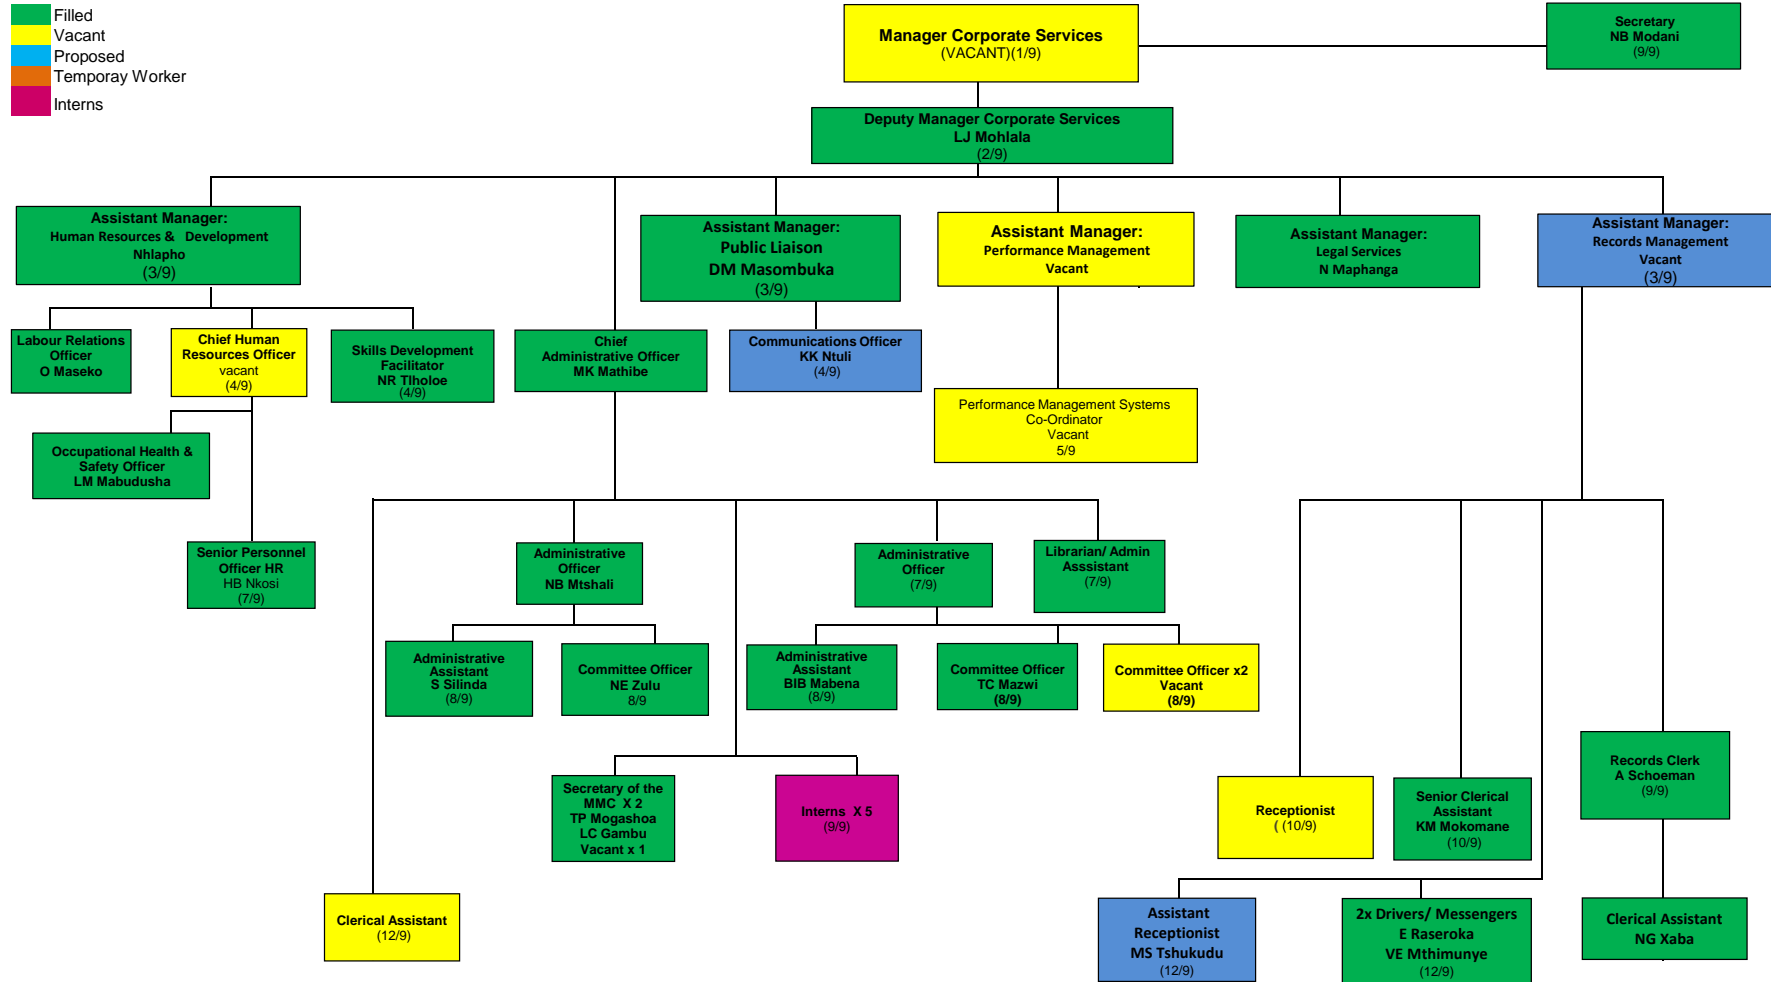 Filled
Vacant
Proposed
Temporay Worker
Interns
Manager Corporate Services
(VACANT)(1/9)
Secretary
NB Modani
(9/9)
Deputy Manager Corporate Services
LJ Mohlala
(2/9)
Assistant Manager:
Human Resources & Development
Nhlapho
(3/9)
Assistant Manager:
Public Liaison
DM Masombuka
(3/9)
Assistant Manager:
Performance Management
Vacant
Assistant Manager:
Legal Services
N Maphanga
Assistant Manager:
Records Management
Vacant
(3/9)
Labour Relations
Officer
O Maseko
Chief Human
Resources Officer
vacant
(4/9)
Skills Development
Facilitator
NR Tlholoe
(4/9)
Chief
Administrative Officer
MK Mathibe
Communications Officer
KK Ntuli
(4/9)
Performance Management Systems
Co-Ordinator
Vacant
5/9
Occupational Health &
Safety Officer
LM Mabudusha
Senior Personnel
Officer HR
HB Nkosi
(7/9)
Administrative
Officer
NB Mtshali
Administrative
Officer
(7/9)
Librarian/ Admin
Asssistant
(7/9)
Administrative
Assistant
S Silinda
(8/9)
Committee Officer
NE Zulu
8/9
Administrative
Assistant
BIB Mabena
(8/9)
Committee Officer
TC Mazwi
(8/9)
Committee Officer x2
Vacant
(8/9)
Secretary of the
MMC X 2
TP Mogashoa
LC Gambu
Vacant x 1
Interns X 5
(9/9)
Receptionist
( (10/9)
Senior Clerical
Assistant
KM Mokomane
(10/9)
Records Clerk
A Schoeman
(9/9)
Clerical Assistant
(12/9)
Assistant
Receptionist
MS Tshukudu
(12/9)
2x Drivers/ Messengers
E Raseroka
VE Mthimunye
(12/9)
Clerical Assistant
NG Xaba